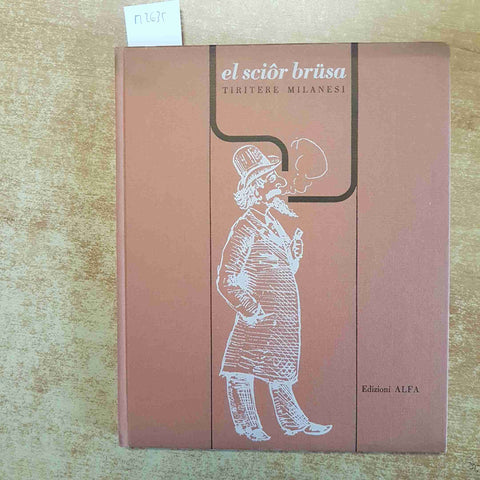 el sciôr brüsa
TIRITERE MILANESI
Edizioni ALFA